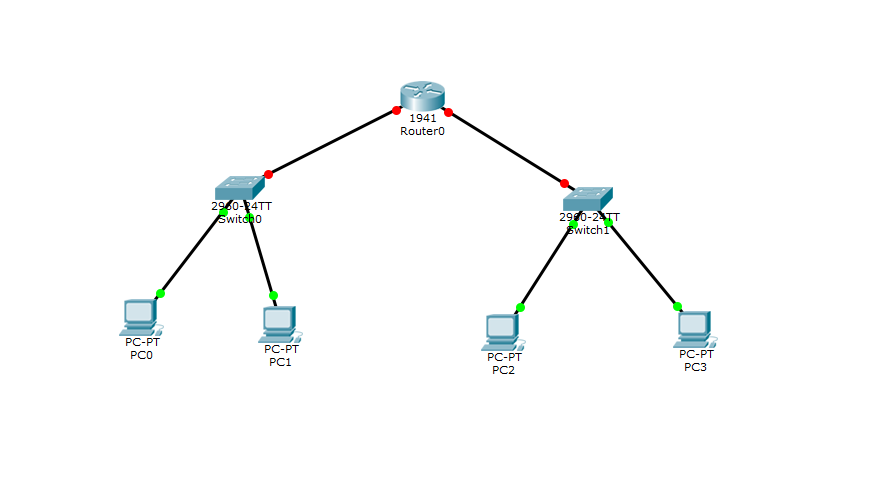 1941
Router0
2960-24TT
Switch0
2960-24TT
Switch1
PC-PT
PC0
PC-PT
PC1
PC-PT
PC2
PC-PT
PC3